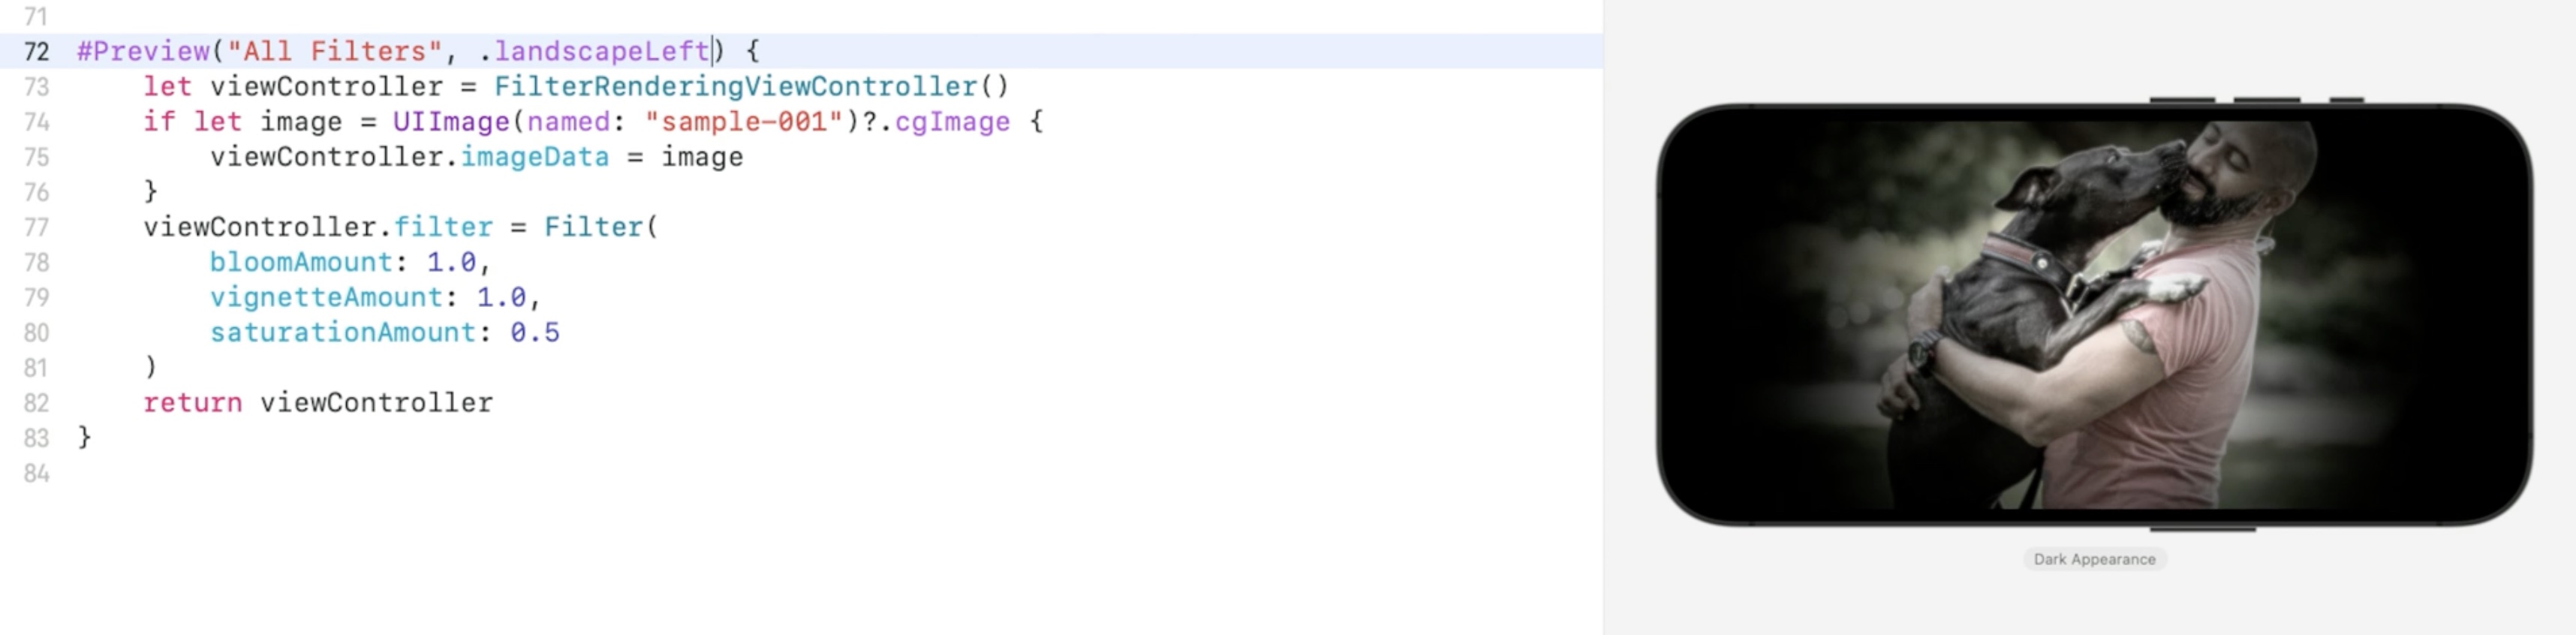 71
72 #Preview("All Filters", .landscapeLeft) {
73 let viewController = FilterRenderingViewController()
74 if let image = UIImage(named: "sample-001")?.cgImage {
75 viewController.imageData = image
76 }
77 viewController.filter = Filter(
78 bloomAmount: 1.0,
79 vignetteAmount: 1.0,
80 saturationAmount: 0.5
81 )
82 return viewController
83 }
84
Dark Appearance